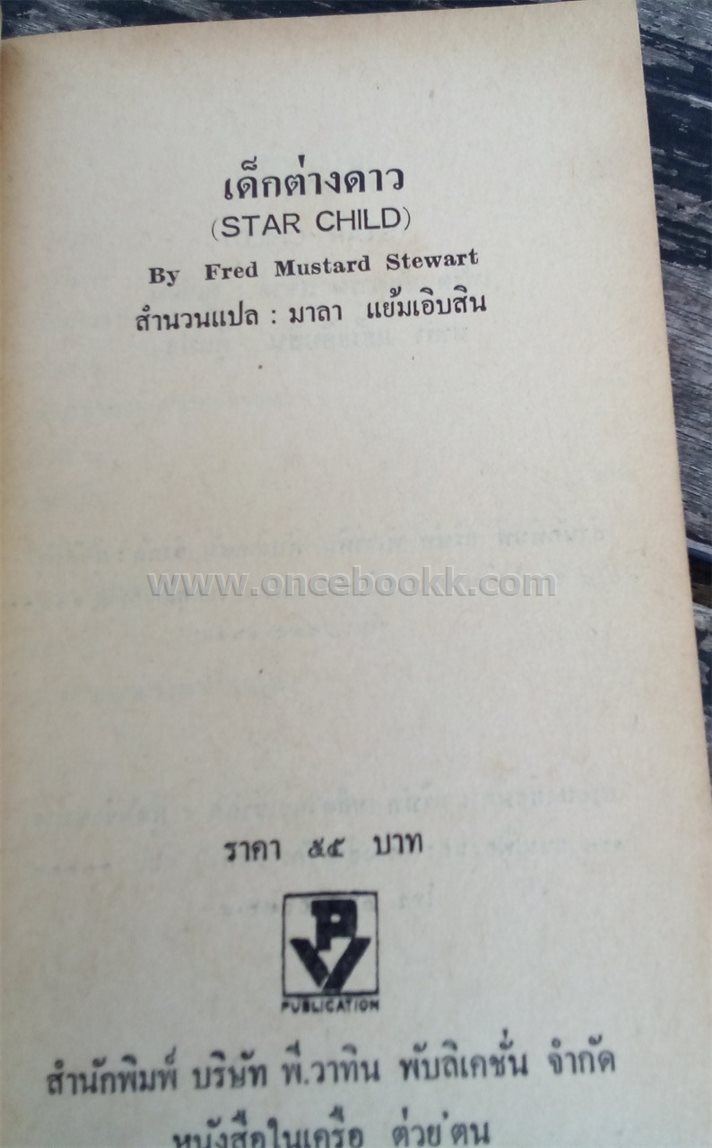 เด็กต่างดาว
(STAR CHILD)
By Fred Mustard Stewart
สำนวนแปล : มาลา แย้มเอิบสิน
www.oncebookk.com
ราคา ๕๕ บาท
PV
PUBLICATION
สำนักพิมพ์ บริษัท พี.วาทิน พับลิเคชั่น จำกัด
หนังสือในเครือ ต่วย'ตูน